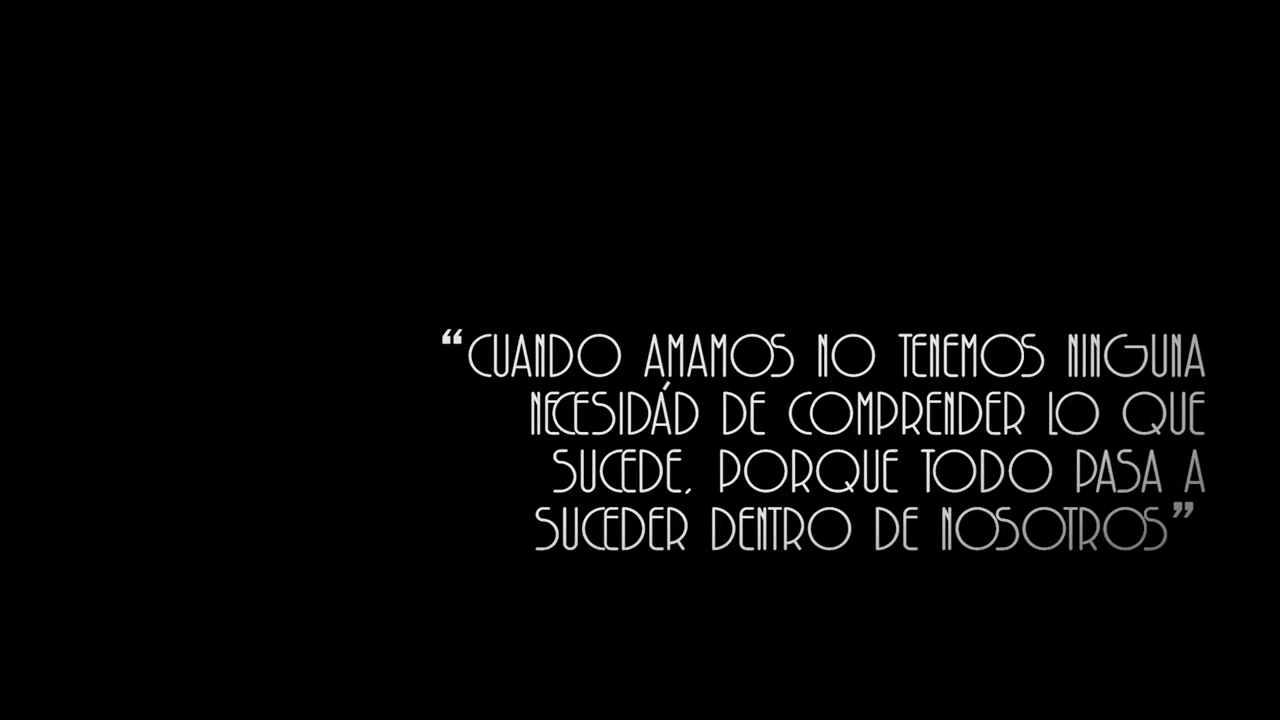 “CUANDO AMAMOS NO TENEMOS NINGUNA
NECESIDÁD DE COMPRENDER LO QUE
SUCEDE, PORQUE TODO PASA A
SUCEDER DENTRO DE NOSOTROS”